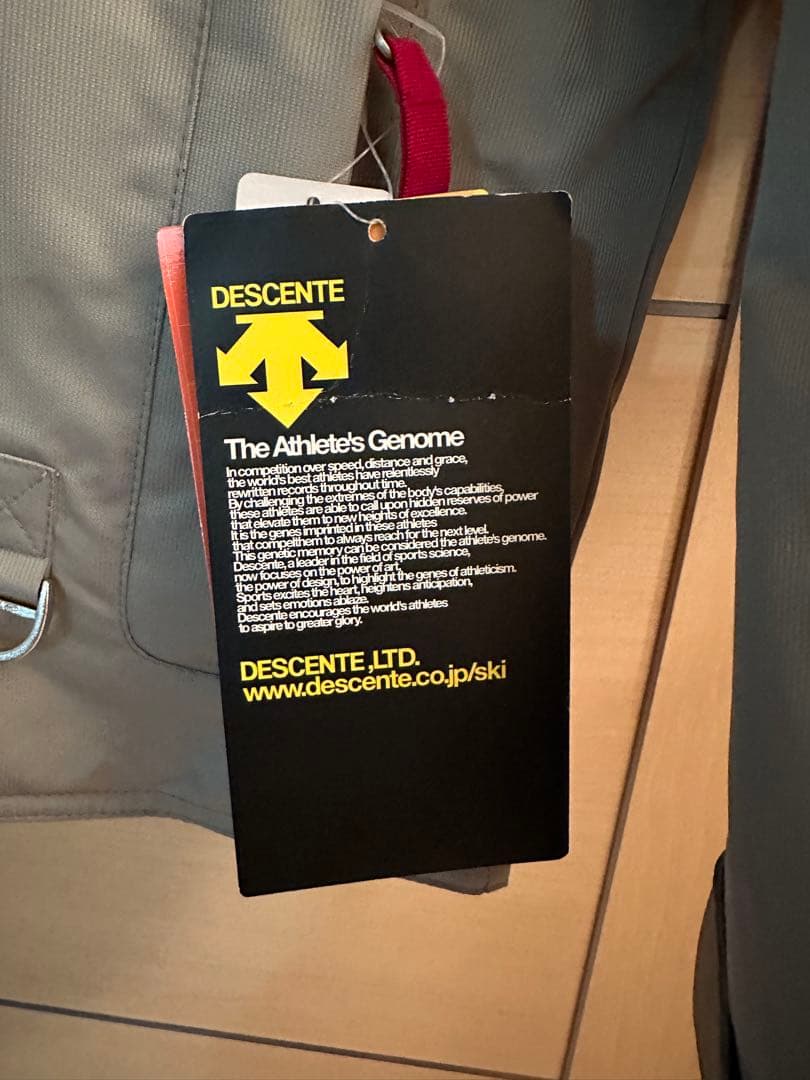 DESCENTE
The Athlete's Genome
In competition over speed, distance and grace,
the world's best athletes have relentlessly
rewritten records throughout time.
By challenging the extremes of the body's capabilities,
these athletes are able to call upon hidden reserves of power
that elevate them to new heights of excellence.
It is the genes imprinted in these athletes
that compel them to always reach for the next level.
This genetic memory can be considered the athlete's genome.
Descente, a leader in the field of sports science,
now focuses on the power of art,
the power of design, to highlight the genes of athleticism.
Sports excites the heart, heightens anticipation,
and sets emotions ablaze.
Descente encourages the world's athletes
to aspire to greater glory.
DESCENTE ,LTD.
www.descente.co.jp/ski